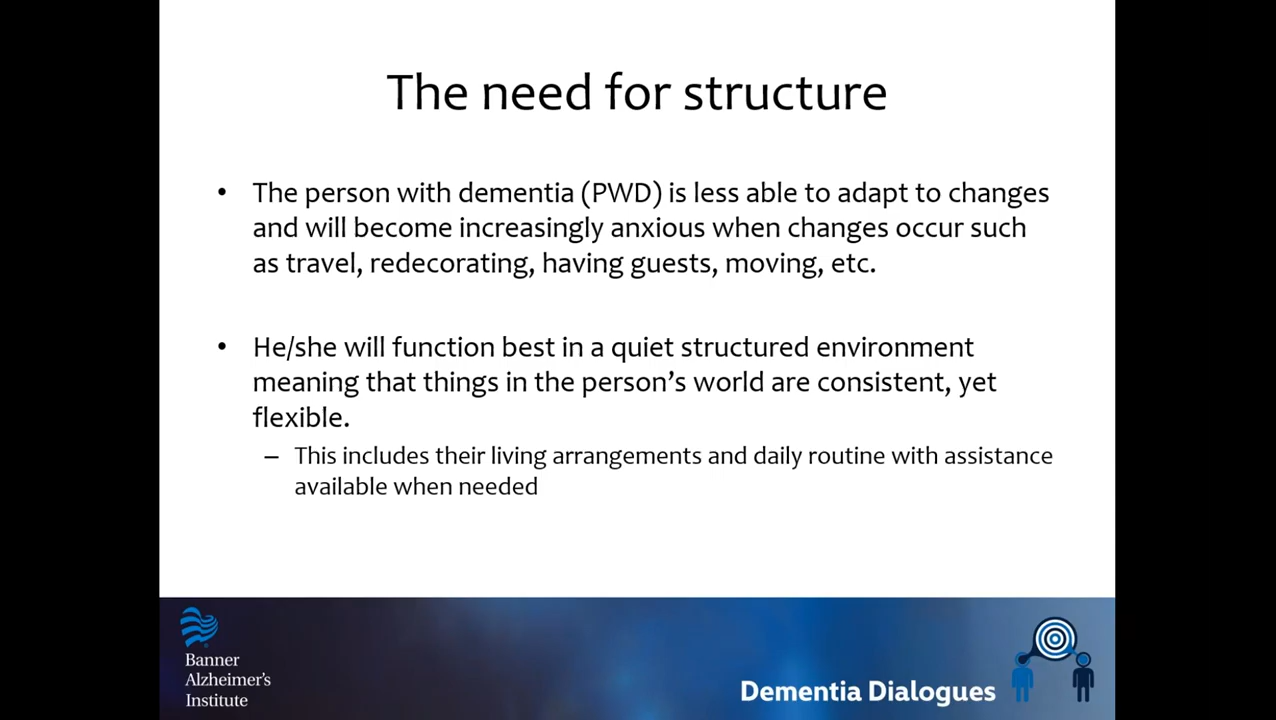 The need for structure
• The person with dementia (PWD) is less able to adapt to changes
and will become increasingly anxious when changes occur such
as travel, redecorating, having guests, moving, etc.
• He/she will function best in a quiet structured environment
meaning that things in the person’s world are consistent, yet
flexible.
– This includes their living arrangements and daily routine with assistance
available when needed
Banner
Alzheimer's
Institute
Dementia Dialogues